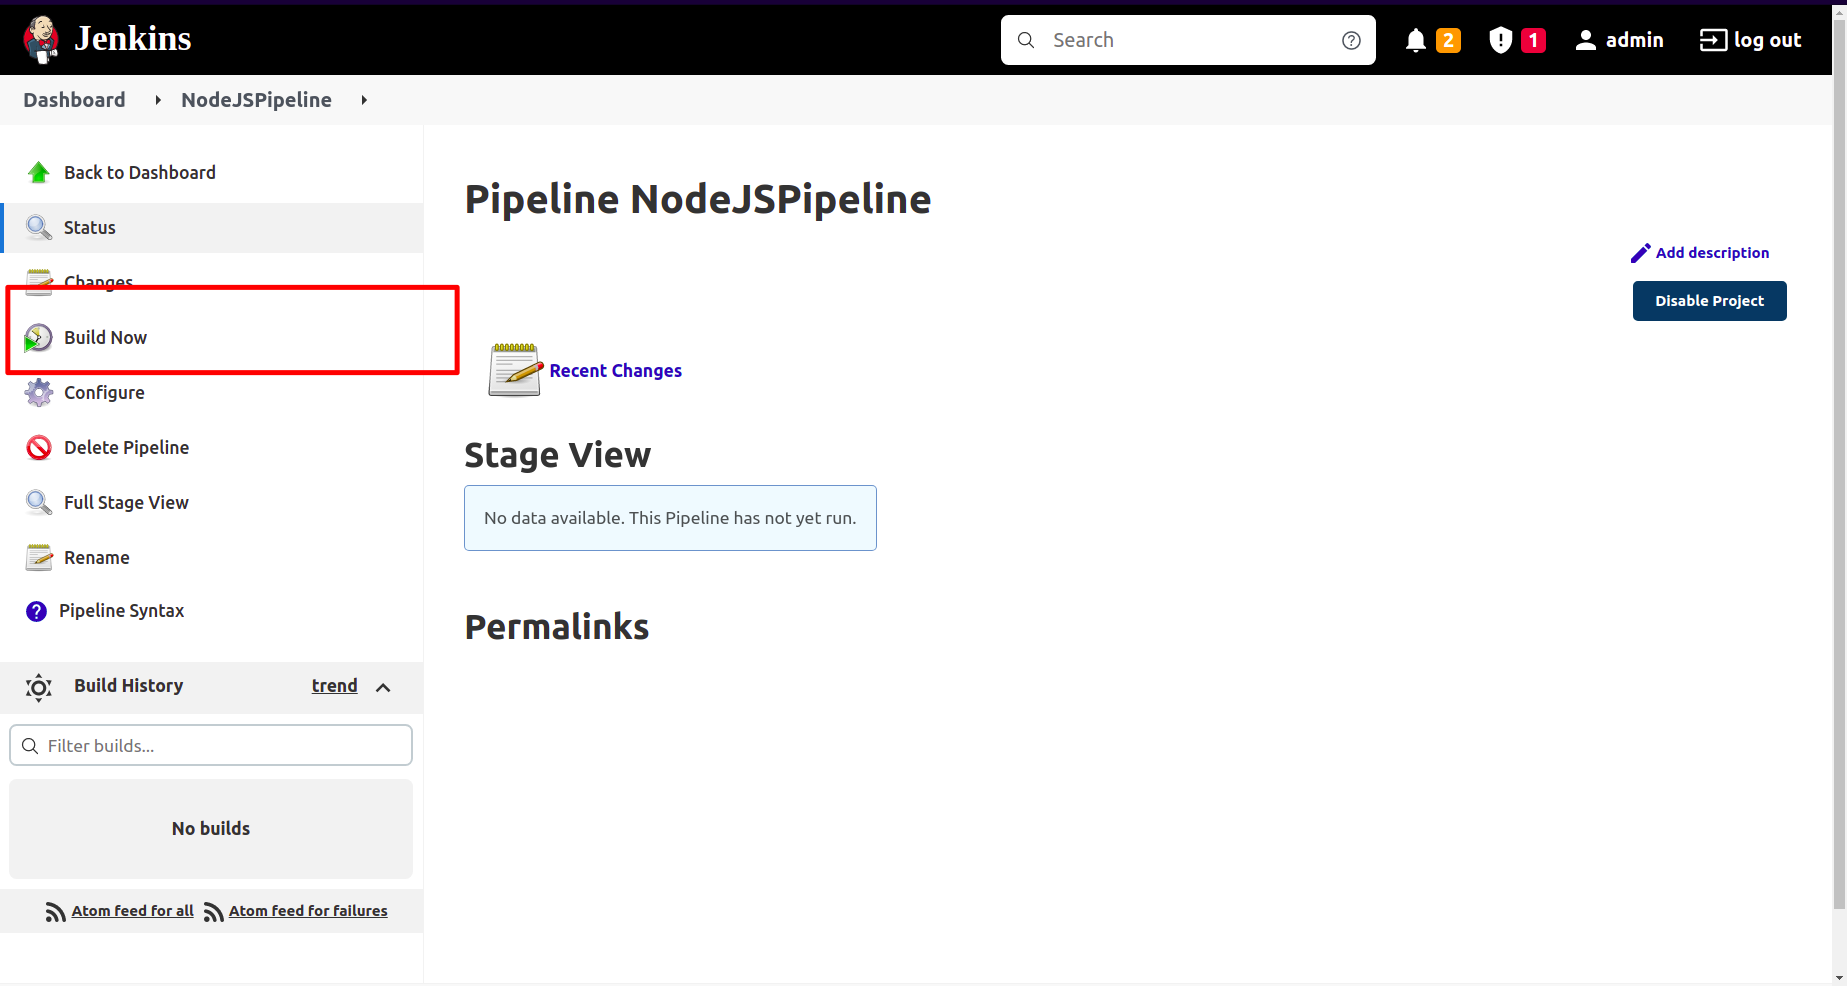 Jenkins
Search
2
1
admin
log out
Dashboard
NodeJSPipeline
Back to Dashboard
Status
Changes
Build Now
Configure
Delete Pipeline
Full Stage View
Rename
Pipeline Syntax
Build History
trend
Filter builds...
No builds
Atom feed for all
Atom feed for failures
Pipeline NodeJSPipeline
Add description
Disable Project
Recent Changes
Stage View
No data available. This Pipeline has not yet run.
Permalinks